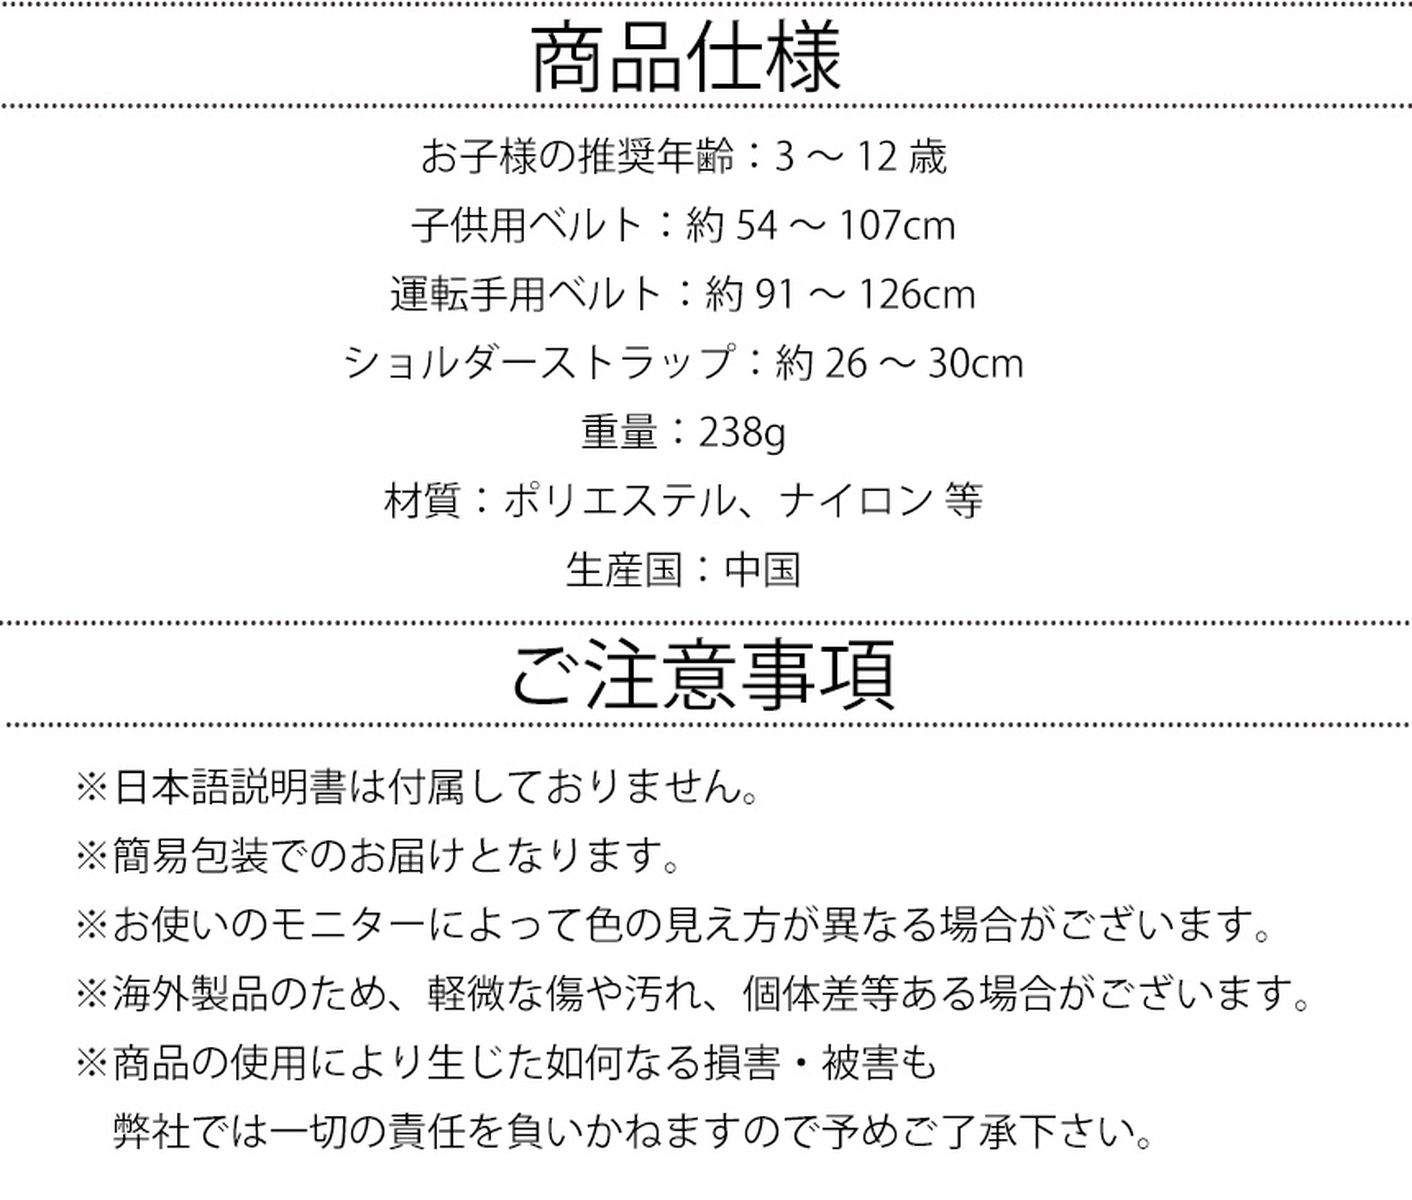 商品仕様
お子様の推奨年齢：3 ～ 12 歳
子供用ベルト：約 54 ～ 107cm
運転手用ベルト：約 91 ～ 126cm
ショルダーストラップ：約 26 ～ 30cm
重量：238g
材質：ポリエステル、ナイロン 等
生産国：中国
ご注意事項
※日本語説明書は付属しておりません。
※簡易包装でのお届けとなります。
※お使いのモニターによって色の見え方が異なる場合がございます。
※海外製品のため、軽微な傷や汚れ、個体差等ある場合がございます。
※商品の使用により生じた如何なる損害・被害も
弊社では一切の責任を負いかねますので予めご了承下さい。